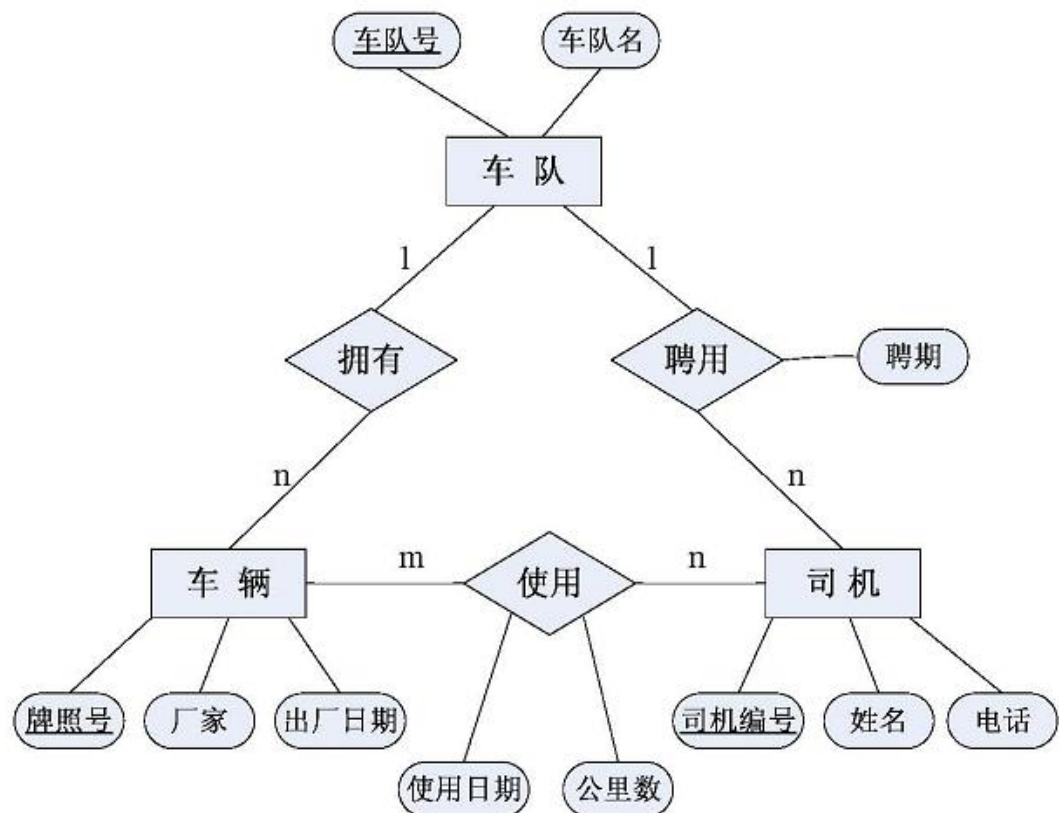 车队号 车队名
车 队
1 1
拥有 聘用 聘期
n n
车 辆 m 使用 n 司 机
牌照号 厂家 出厂日期 司机编号 姓名 电话
使用日期 公里数